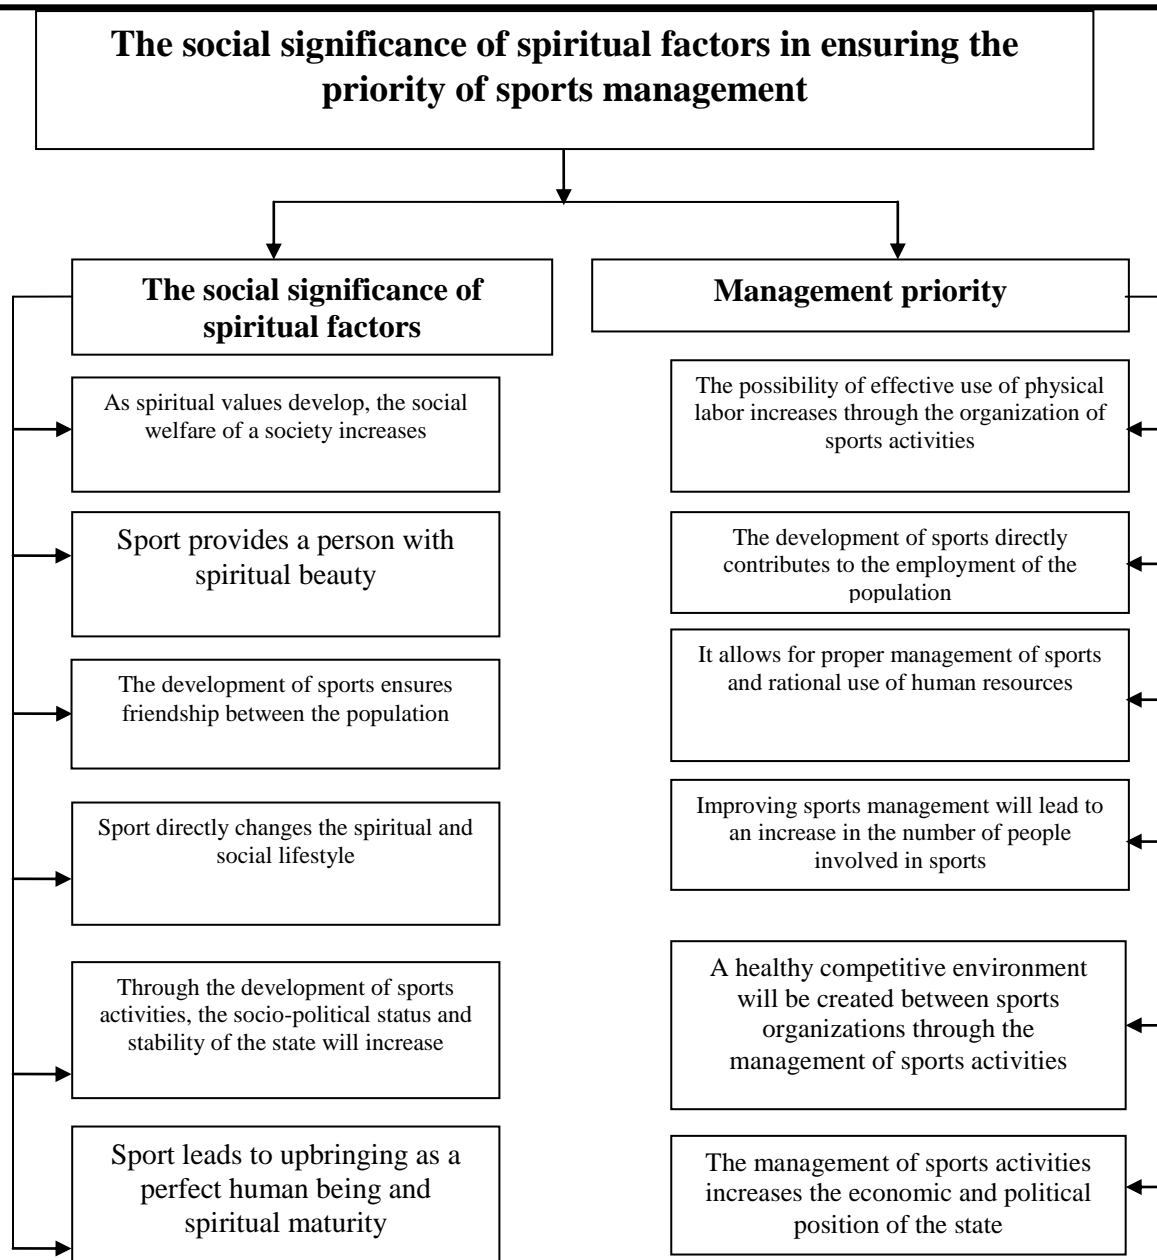 The social significance of spiritual factors in ensuring the
priority of sports management
The social significance of
spiritual factors
As spiritual values develop, the social
welfare of a society increases
Sport provides a person with
spiritual beauty
The development of sports ensures
friendship between the population
Sport directly changes the spiritual and
social lifestyle
Through the development of sports
activities, the socio-political status and
stability of the state will increase
Sport leads to upbringing as a
perfect human being and
spiritual maturity
Management priority
The possibility of effective use of physical
labor increases through the organization of
sports activities
The development of sports directly
contributes to the employment of the
population
It allows for proper management of sports
and rational use of human resources
Improving sports management will lead to
an increase in the number of people
involved in sports
A healthy competitive environment
will be created between sports
organizations through the
management of sports activities
The management of sports activities
increases the economic and political
position of the state